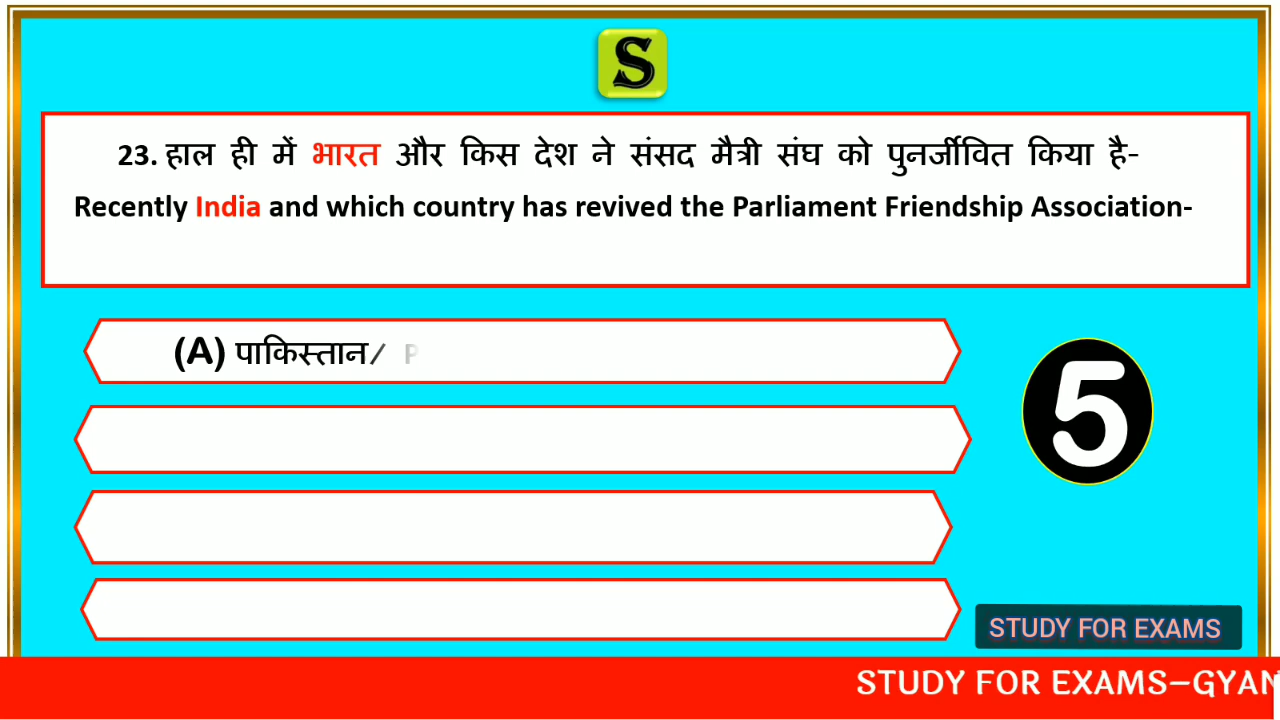 S
23. हाल ही में भारत और किस देश ने संसद मैत्री संघ को पुनर्जीवित किया है-
Recently India and which country has revived the Parliament Friendship Association-
(A) पाकिस्तान/ P
5
STUDY FOR EXAMS
STUDY FOR EXAMS–GYAN